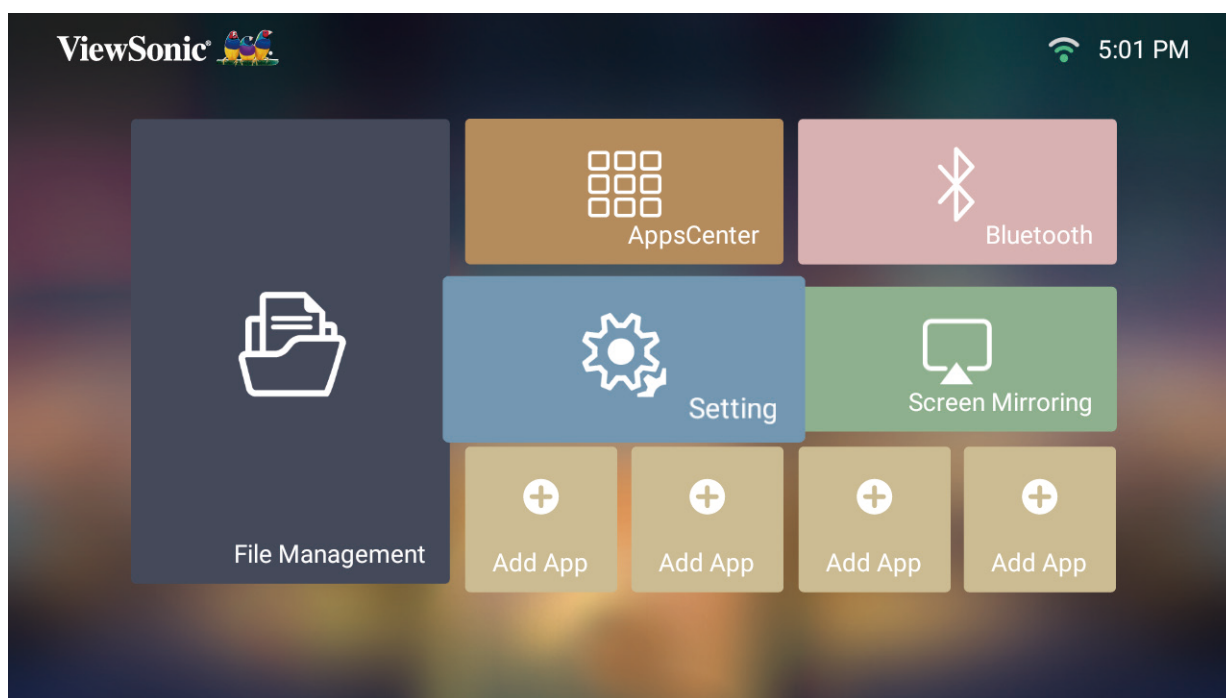 ViewSonic®
5:01 PM
AppsCenter
Bluetooth
Setting
Screen Mirroring
File Management
Add App
Add App
Add App
Add App